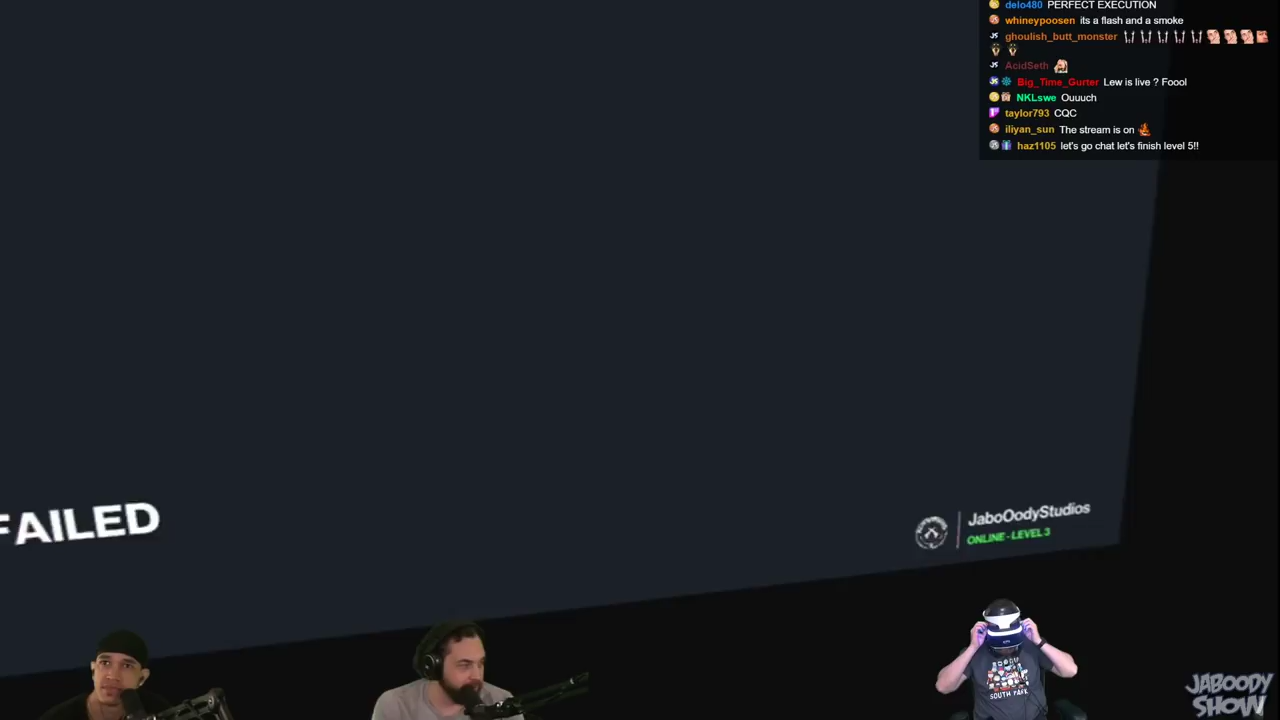 delo480 PERFECT EXECUTION
whineypoosen its a flash and a smoke
ghoulish_butt_monster
AcidSeth
Big_Time_Gurter Lew is live ? Foool
NKLswe Ouuuch
taylor793 CQC
iliyan_sun The stream is on
haz1105 let's go chat let's finish level 5!!
FAILED
JaboOodyStudios
ONLINE - LEVEL 3
SOUTH PARK
JABOODY
SHOW